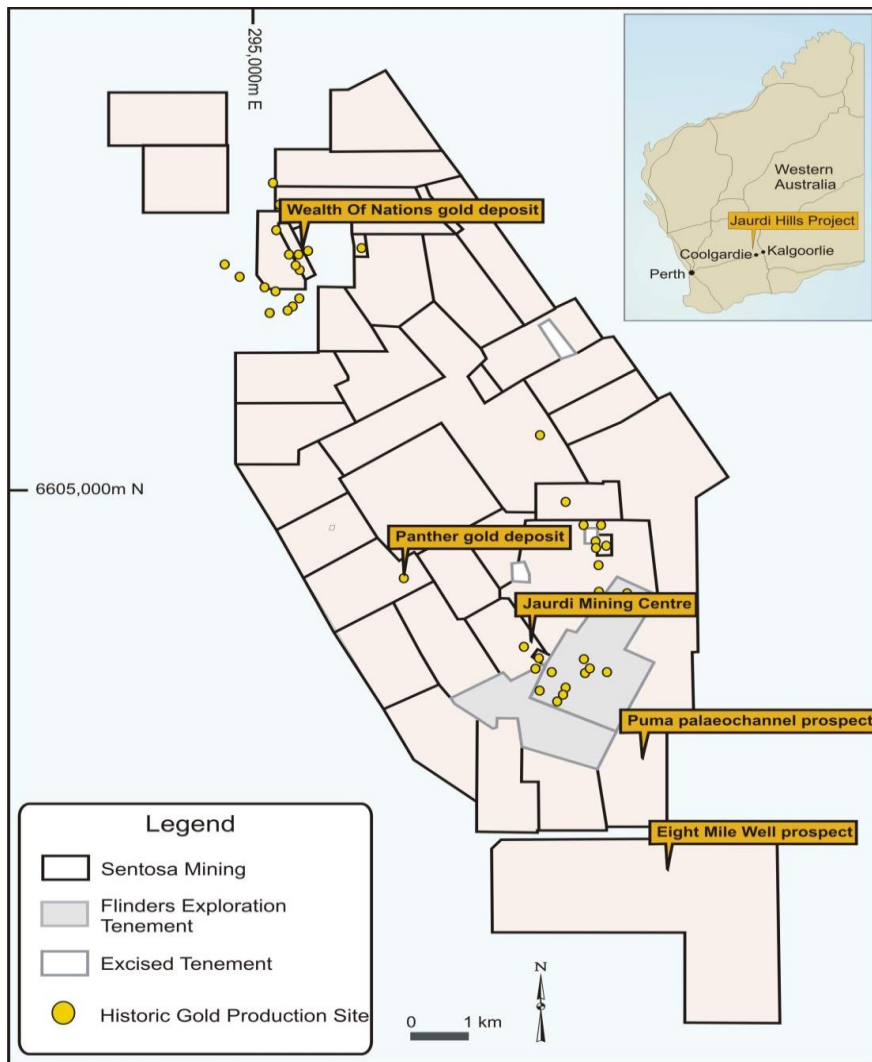 295,000m E
Western
Australia
Jaurdi Hills Project
Coolgardie
Kalgoorlie
Perth
Wealth Of Nations gold deposit
6605,000m N
Panther gold deposit
Jaurdi Mining Centre
Puma palaeochannel prospect
Eight Mile Well prospect
Legend
Sentosa Mining
Flinders Exploration
Tenement
Excised Tenement
Historic Gold Production Site
0 1 km
N